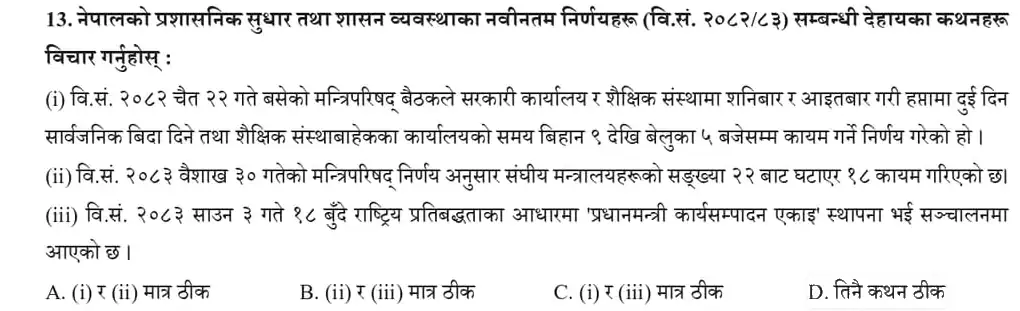 13. नेपालको प्रशासनिक सुधार तथा शासन व्यवस्थाका नवीनतम निर्णयहरू (वि.सं. २०८२/८३) सम्बन्धी देहायका कथनहरू
विचार गर्नुहोस् :
(i) वि.सं. २०८२ चैत २२ गते बसेको मन्त्रिपरिषद् बैठकले सरकारी कार्यालय र शैक्षिक संस्थामा शनिबार र आइतबार गरी हप्तामा दुई दिन
सार्वजनिक बिदा दिने तथा शैक्षिक संस्थाबाहेकका कार्यालयको समय बिहान ९ देखि बेलुका ५ बजेसम्म कायम गर्ने निर्णय गरेको हो ।
(ii) वि.सं. २०८३ वैशाख ३० गतेको मन्त्रिपरिषद् निर्णय अनुसार संघीय मन्त्रालयहरूको सङ्ख्या २२ बाट घटाएर १८ कायम गरिएको छ।
(iii) वि.सं. २०८३ साउन ३ गते १८ बुँदे राष्ट्रिय प्रतिबद्धताका आधारमा 'प्रधानमन्त्री कार्यसम्पादन एकाइ' स्थापना भई सञ्चालनमा
आएको छ ।
A. (i) र (ii) मात्र ठीक B. (ii) र (iii) मात्र ठीक C. (i) र (iii) मात्र ठीक D. तिनै कथन ठीक